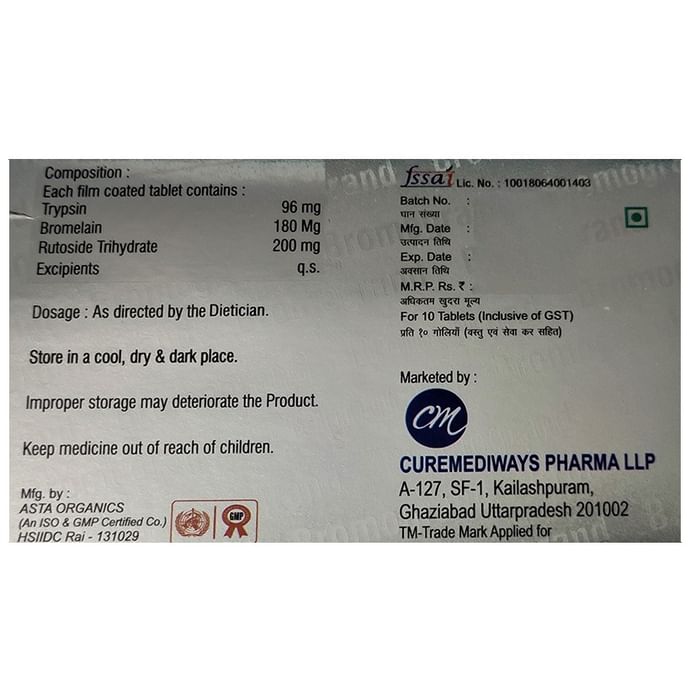 Composition :
Each film coated tablet contains :
Trypsin 96 mg
Bromelain 180 Mg
Rutoside Trihydrate 200 mg
Excipients q.s.
Dosage : As directed by the Dietician.
Store in a cool, dry & dark place.
Improper storage may deteriorate the Product.
Keep medicine out of reach of children.
Mfg. by :
ASTA ORGANICS
(An ISO & GMP Certified Co.)
HSIIDC Rai - 131029
GMP
fssai Lic. No. : 10018064001403
Batch No. :
घान संख्या
Mfg. Date :
उत्पादन तिथि
Exp. Date :
अवसान तिथि
M.R.P. Rs. ₹ :
अधिकतम खुदरा मूल्य
For 10 Tablets (Inclusive of GST)
प्रति १० गोलियाँ (वस्तु एवं सेवा कर सहित)
Marketed by :
CM
CUREMEDIWAYS PHARMA LLP
A-127, SF-1, Kailashpuram,
Ghaziabad Uttarpradesh 201002
TM-Trade Mark Applied for